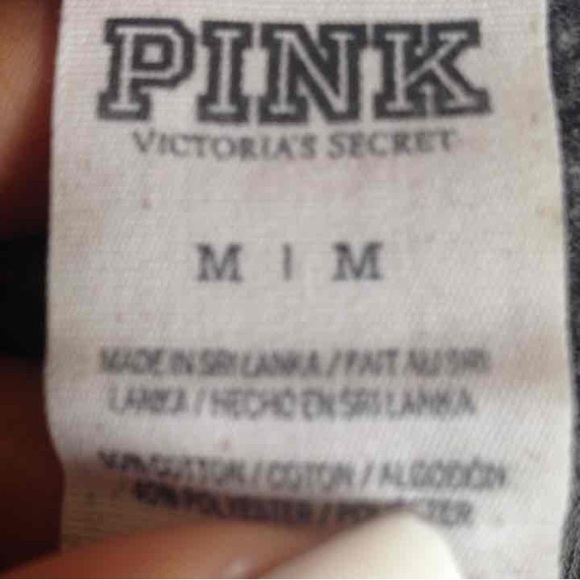 PINK
VICTORIA'S SECRET
M | M
MADE IN SRI LANKA / FAIT AU SRI
LANKA / HECHO EN SRI LANKA
COTTON / COTON / ALGODÓN
POLYESTER /